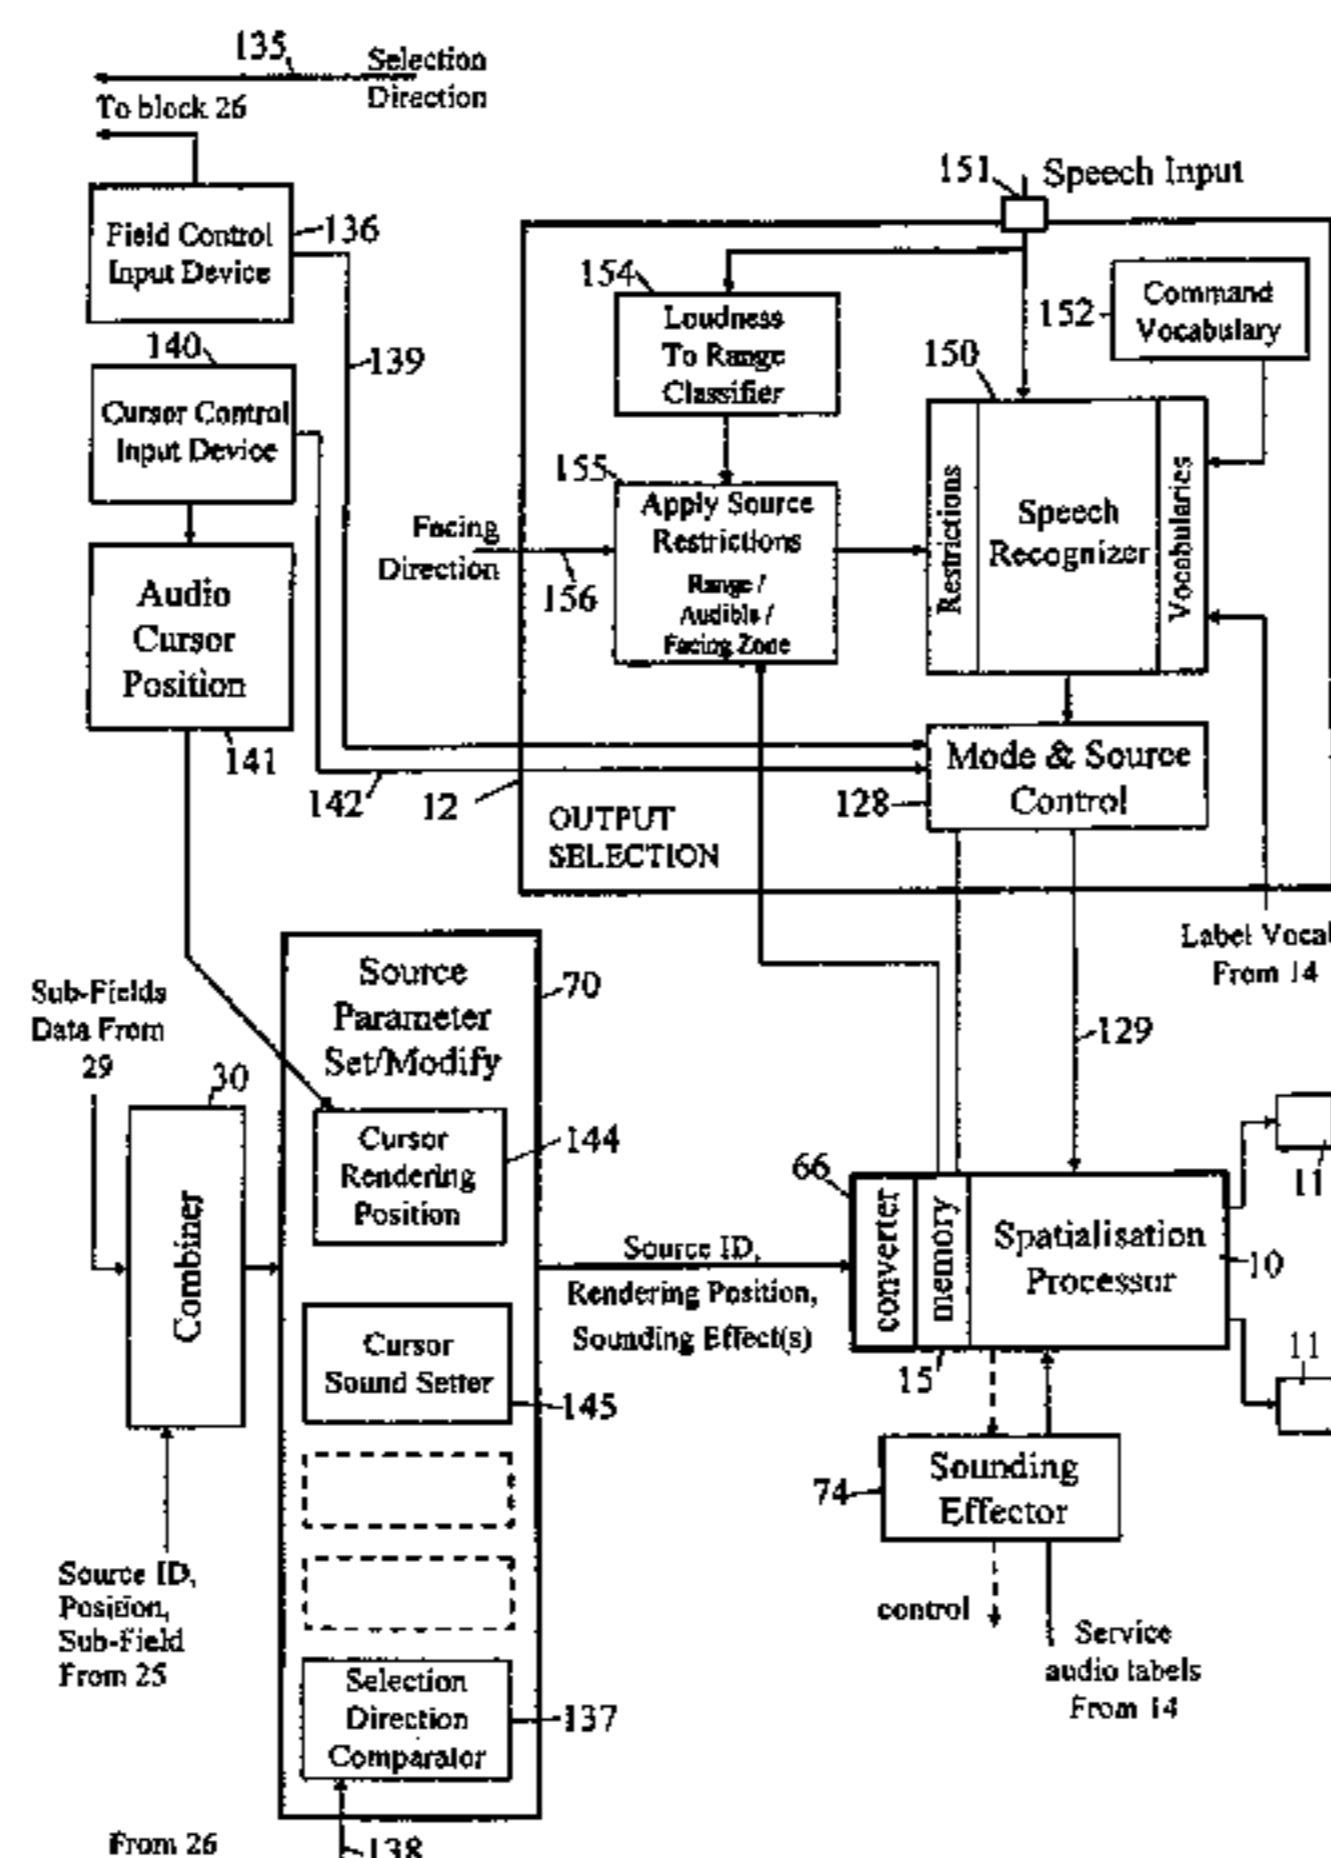 135
Selection
Direction
To block 26
Field Control
Input Device
136
140
139
Cursor Control
Input Device
Audio
Cursor
Position
141
142
12
151
Speech Input
154
Loudness
To Range
Classifier
152
Command
Vocabulary
150
155
Apply Source
Restrictions
Range /
Audible /
Facing Zone
Facing
Direction
156
Restrictions
Speech
Recognizer
Vocabularies
Mode & Source
Control
128
OUTPUT
SELECTION
Label Vocab
From 14
129
Sub-Fields
Data From
29
30
Combiner
Source
Parameter
Set/Modify
70
Cursor
Rendering
Position
144
Cursor
Sound Setter
145
Source ID,
Rendering Position,
Sounding Effect(s)
66
converter
memory
Spatialisation
Processor
10
15
11
11
Sounding
Effector
74
control
Service
audio labels
From 14
Source ID,
Position,
Sub-Field
From 25
Selection
Direction
Comparator
137
From 26
138